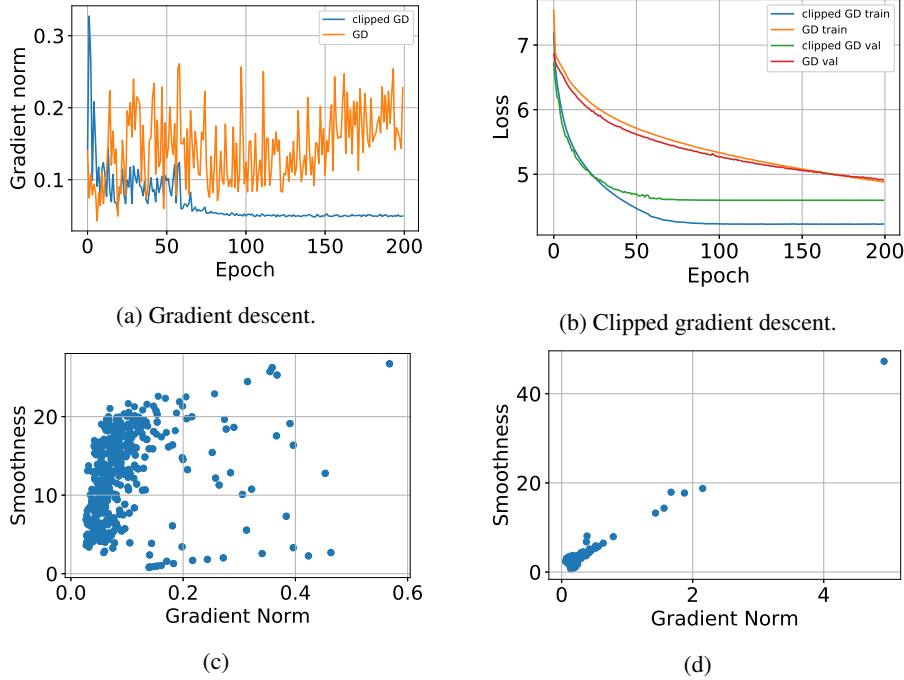 clipped GD
GD
0.3
0.2
0.1
Gradient norm
0 50 100 150 200
Epoch
(a) Gradient descent.
clipped GD train
GD train
clipped GD val
GD val
7
6
5
Loss
0 50 100 150 200
Epoch
(b) Clipped gradient descent.
20
10
0
Smoothness
0.0 0.2 0.4 0.6
Gradient Norm
(c)
40
20
0
Smoothness
0 2 4
Gradient Norm
(d)